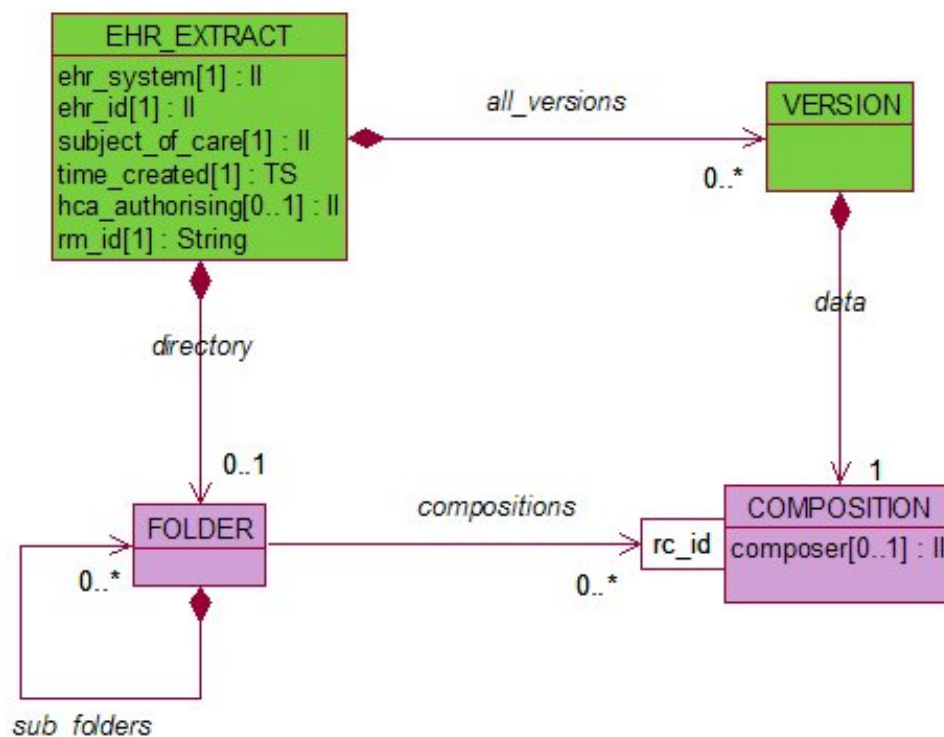 EHR_EXTRACT
ehr_system[1] : II
ehr_id[1] : II
subject_of_care[1] : II
time_created[1] : TS
hca_authorising[0..1] : II
rm_id[1] : String
all_versions
0..*
VERSION
directory
data
0..1
1
FOLDER
0..*
compositions
0..*
rc_id
COMPOSITION
composer[0..1] : II
sub_folders